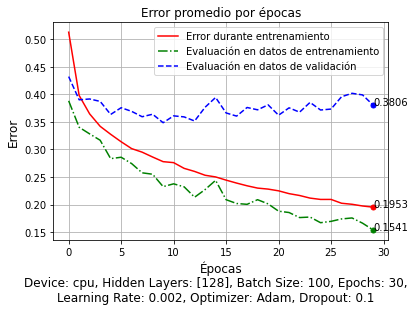 Error promedio por épocas
Error durante entrenamiento
Evaluación en datos de entrenamiento
Evaluación en datos de validación
Error
0.50
0.45
0.40
0.35
0.30
0.25
0.20
0.15
0.3806
0.1953
0.1541
0 5 10 15 20 25 30
Épocas
Device: cpu, Hidden Layers: [128], Batch Size: 100, Epochs: 30,
Learning Rate: 0.002, Optimizer: Adam, Dropout: 0.1